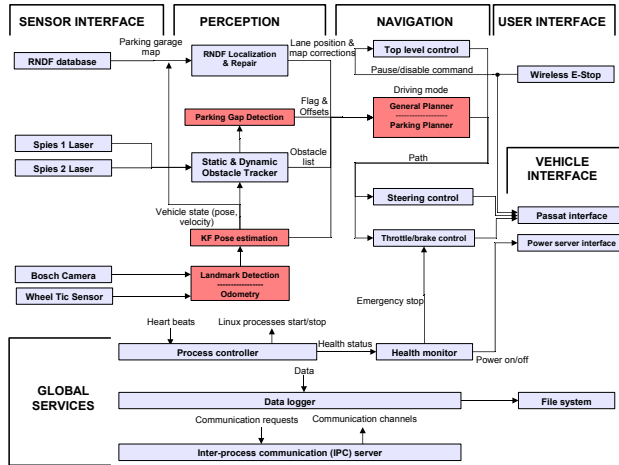 SENSOR INTERFACE
PERCEPTION
NAVIGATION
USER INTERFACE
Parking garage
map
RNDF database
RNDF Localization
& Repair
Lane position &
map corrections
Top level control
Pause/disable command
Wireless E-Stop
Driving mode
Flag &
Offsets
Parking Gap Detection
General Planner
--------------------
Parking Planner
Spies 1 Laser
Spies 2 Laser
Static & Dynamic
Obstacle Tracker
Obstacle
list
Path
VEHICLE
INTERFACE
Vehicle state (pose,
velocity)
Steering control
Passat interface
KF Pose estimation
Throttle/brake control
Power server interface
Bosch Camera
Wheel Tic Sensor
Landmark Detection
-----------------
Odometry
Emergency
stop
Heart beats
Linux processes start/stop
Process controller
Health status
Health monitor
Power on/off
GLOBAL
SERVICES
Data
Data logger
File system
Communication requests
Communication channels
Inter-process communication (IPC) server